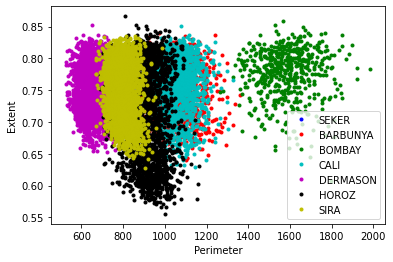 0.85
0.80
0.75
0.70
0.65
0.60
0.55
Extent
600 800 1000 1200 1400 1600 1800 2000
Perimeter
SEKER
BARBUNYA
BOMBAY
CALI
DERMASON
HOROZ
SIRA